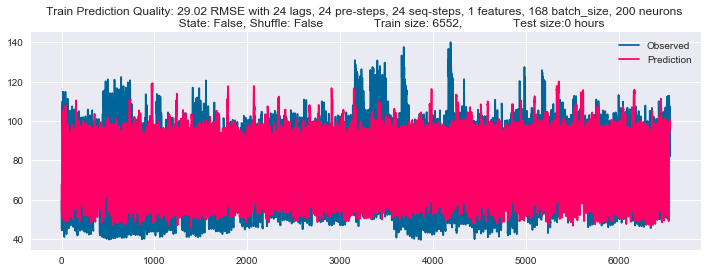 Train Prediction Quality: 29.02 RMSE with 24 lags, 24 pre-steps, 24 seq-steps, 1 features, 168 batch_size, 200 neurons
State: False, Shuffle: False Train size: 6552, Test size:0 hours
Observed
Prediction
140
120
100
80
60
40
0 1000 2000 3000 4000 5000 6000